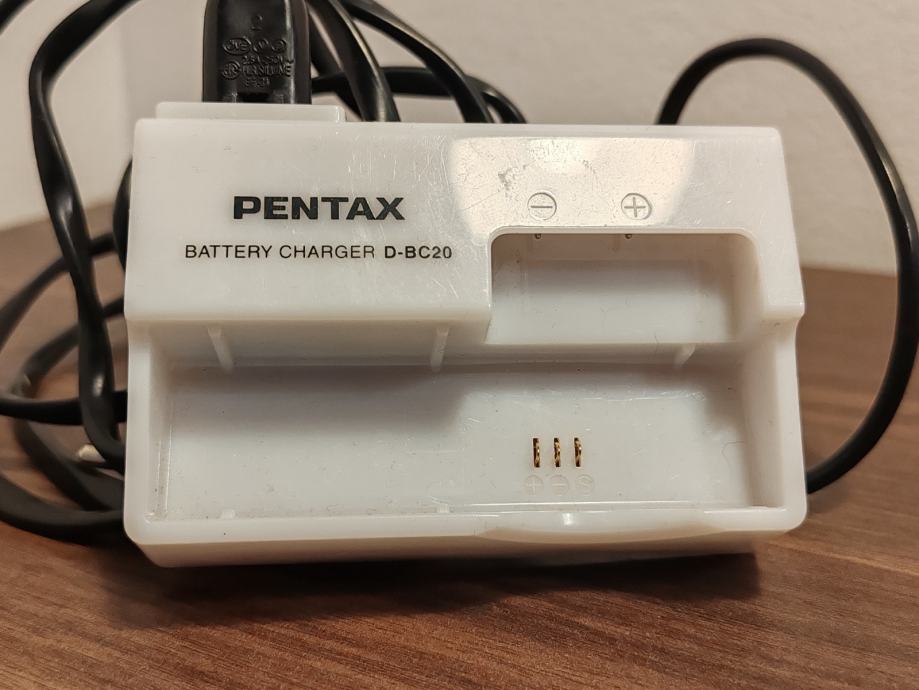 PENTAX
BATTERY CHARGER D-BC20
+ − S